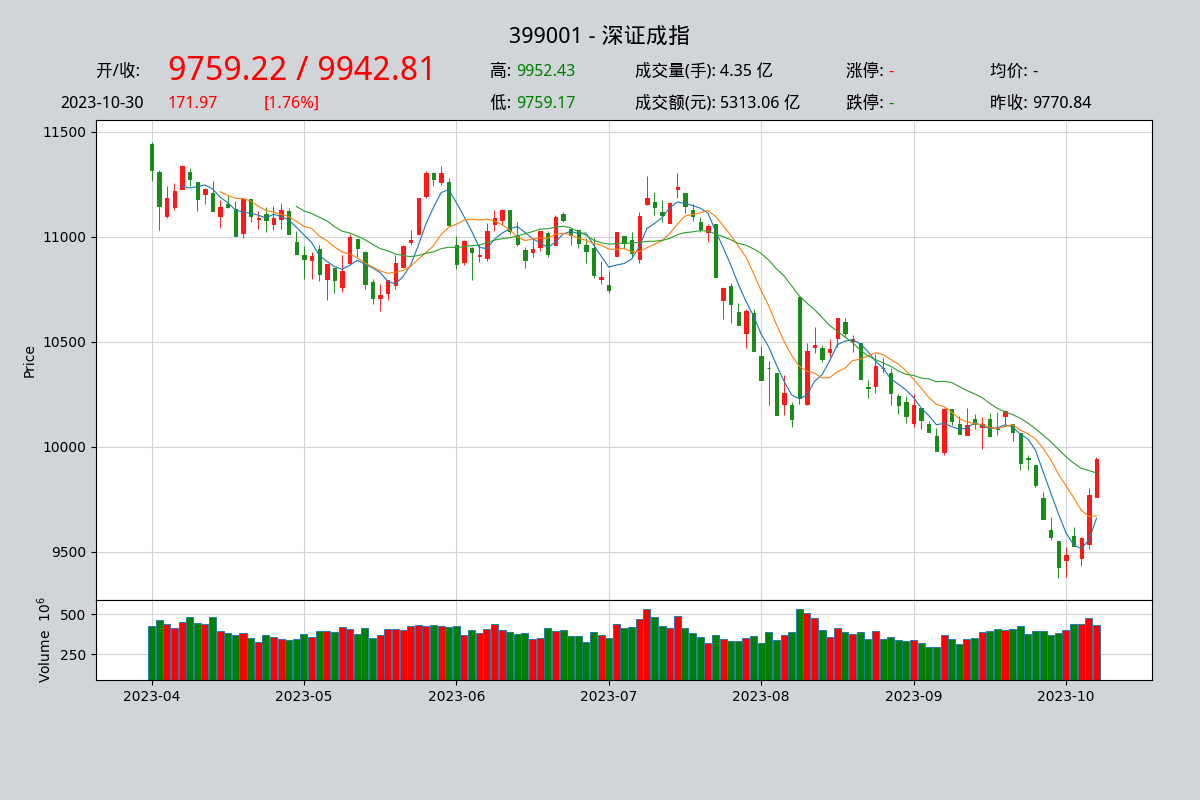 399001 - 深证成指
开/收: 9759.22 / 9942.81 高: 9952.43 成交量(手): 4.35 亿 涨停: - 均价: -
2023-10-30 171.97 [1.76%] 低: 9759.17 成交额(元): 5313.06 亿 跌停: - 昨收: 9770.84
11500
11000
10500
10000
9500
Price
500
250
Volume 10^6
2023-04 2023-05 2023-06 2023-07 2023-08 2023-09 2023-10